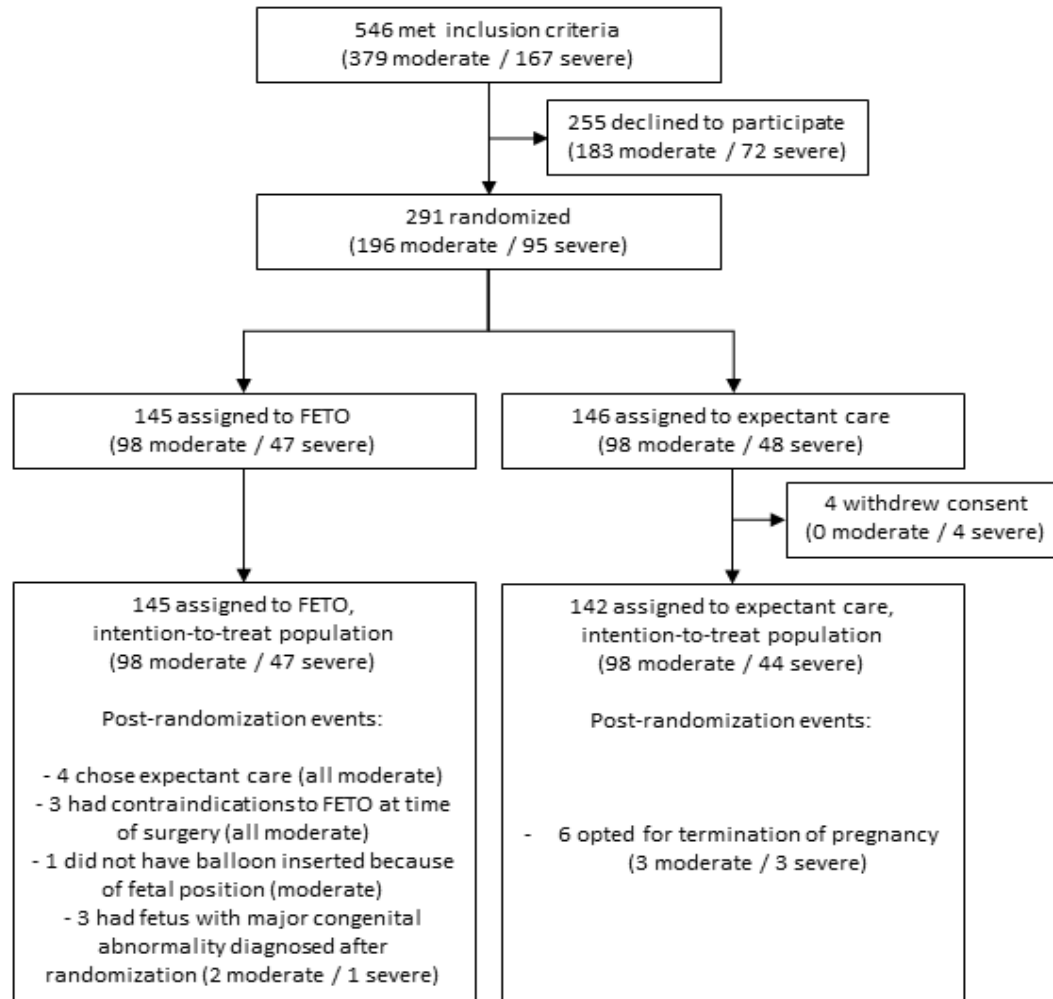 546 met inclusion criteria
(379 moderate / 167 severe)
255 declined to participate
(183 moderate / 72 severe)
291 randomized
(196 moderate / 95 severe)
145 assigned to FETO
(98 moderate / 47 severe)
146 assigned to expectant care
(98 moderate / 48 severe)
4 withdrew consent
(0 moderate / 4 severe)
145 assigned to FETO,
intention-to-treat population
(98 moderate / 47 severe)
Post-randomization events:
- 4 chose expectant care (all moderate)
- 3 had contraindications to FETO at time
of surgery (all moderate)
- 1 did not have balloon inserted because
of fetal position (moderate)
- 3 had fetus with major congenital
abnormality diagnosed after
randomization (2 moderate / 1 severe)
142 assigned to expectant care,
intention-to-treat population
(98 moderate / 44 severe)
Post-randomization events:
- 6 opted for termination of pregnancy
(3 moderate / 3 severe)